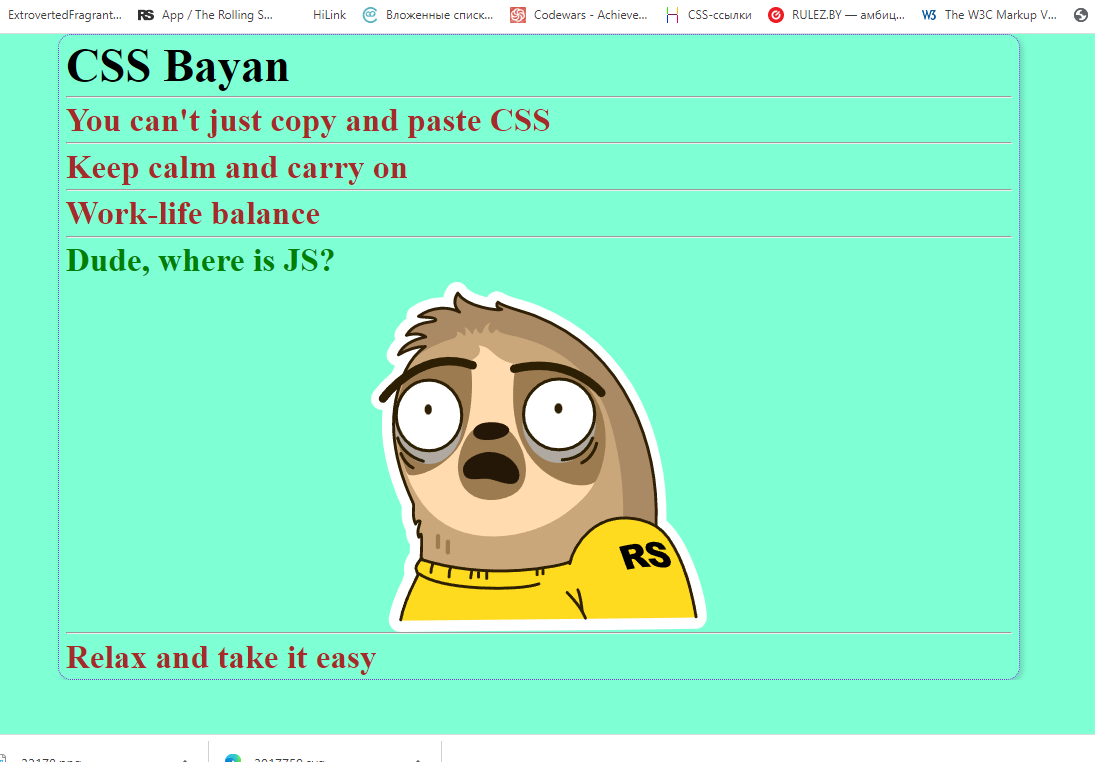 ExtrovertedFragrant...
RS App / The Rolling S...
HiLink
Вложенные списк...
Codewars - Achieve...
CSS-ссылки
RULEZ.BY — амбиц...
W3 The W3C Markup V...
CSS Bayan
You can't just copy and paste CSS
Keep calm and carry on
Work-life balance
Dude, where is JS?
RS
Relax and take it easy